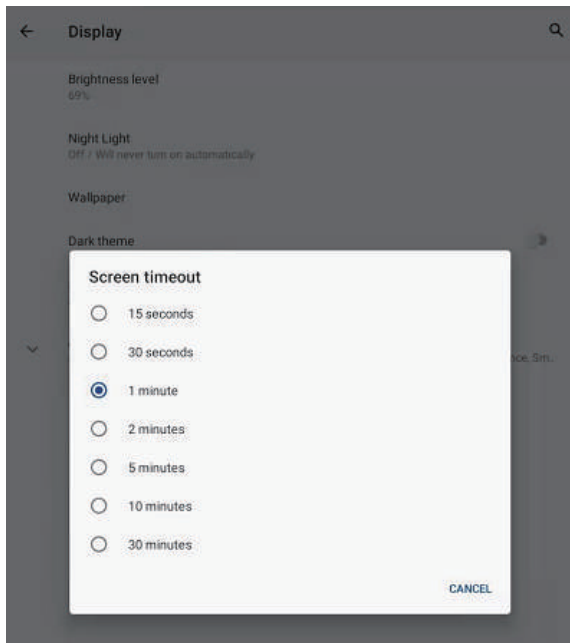 Display
Brightness level
69%
Night Light
Off / Will never turn on automatically
Wallpaper
Dark theme
Screen timeout
15 seconds
30 seconds
1 minute
2 minutes
5 minutes
10 minutes
30 minutes
CANCEL